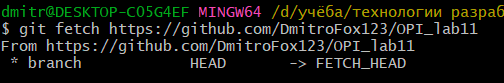 dmitr@DESKTOP-CO5G4EF MINGW64 /d/учёба/технологии разраб
$ git fetch https://github.com/DmitroFox123/OPI_lab11
From https://github.com/DmitroFox123/OPI_lab11
 * branch            HEAD       -> FETCH_HEAD